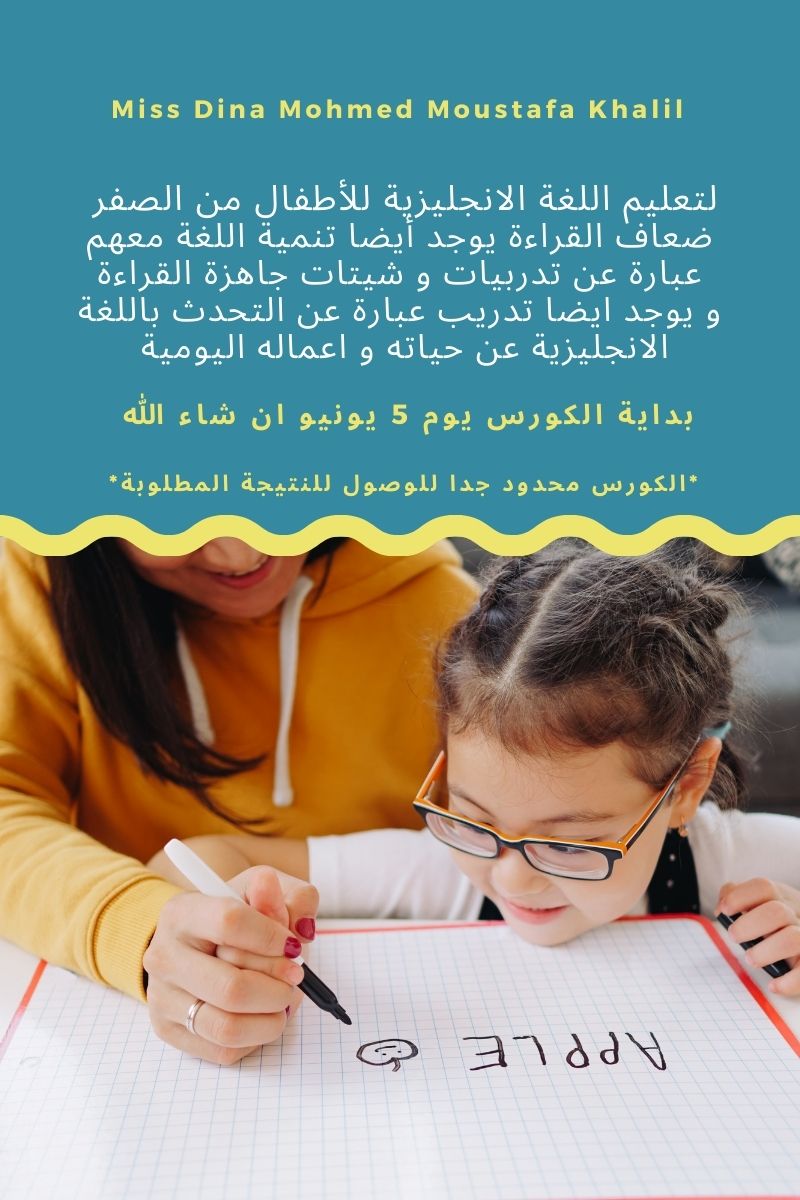 Miss Dina Mohmed Moustafa Khalil
لتعليم اللغة الانجليزية للأطفال من الصفر
ضعاف القراءة يوجد أيضا تنمية اللغة معهم
عبارة عن تدربيات و شيتات جاهزة القراءة
و يوجد ايضا تدريب عبارة عن التحدث باللغة
الانجليزية عن حياته و اعماله اليومية
بداية الكورس يوم 5 يونيو ان شاء الله
*الكورس محدود جدا للوصول للنتيجة المطلوبة*
APPLE